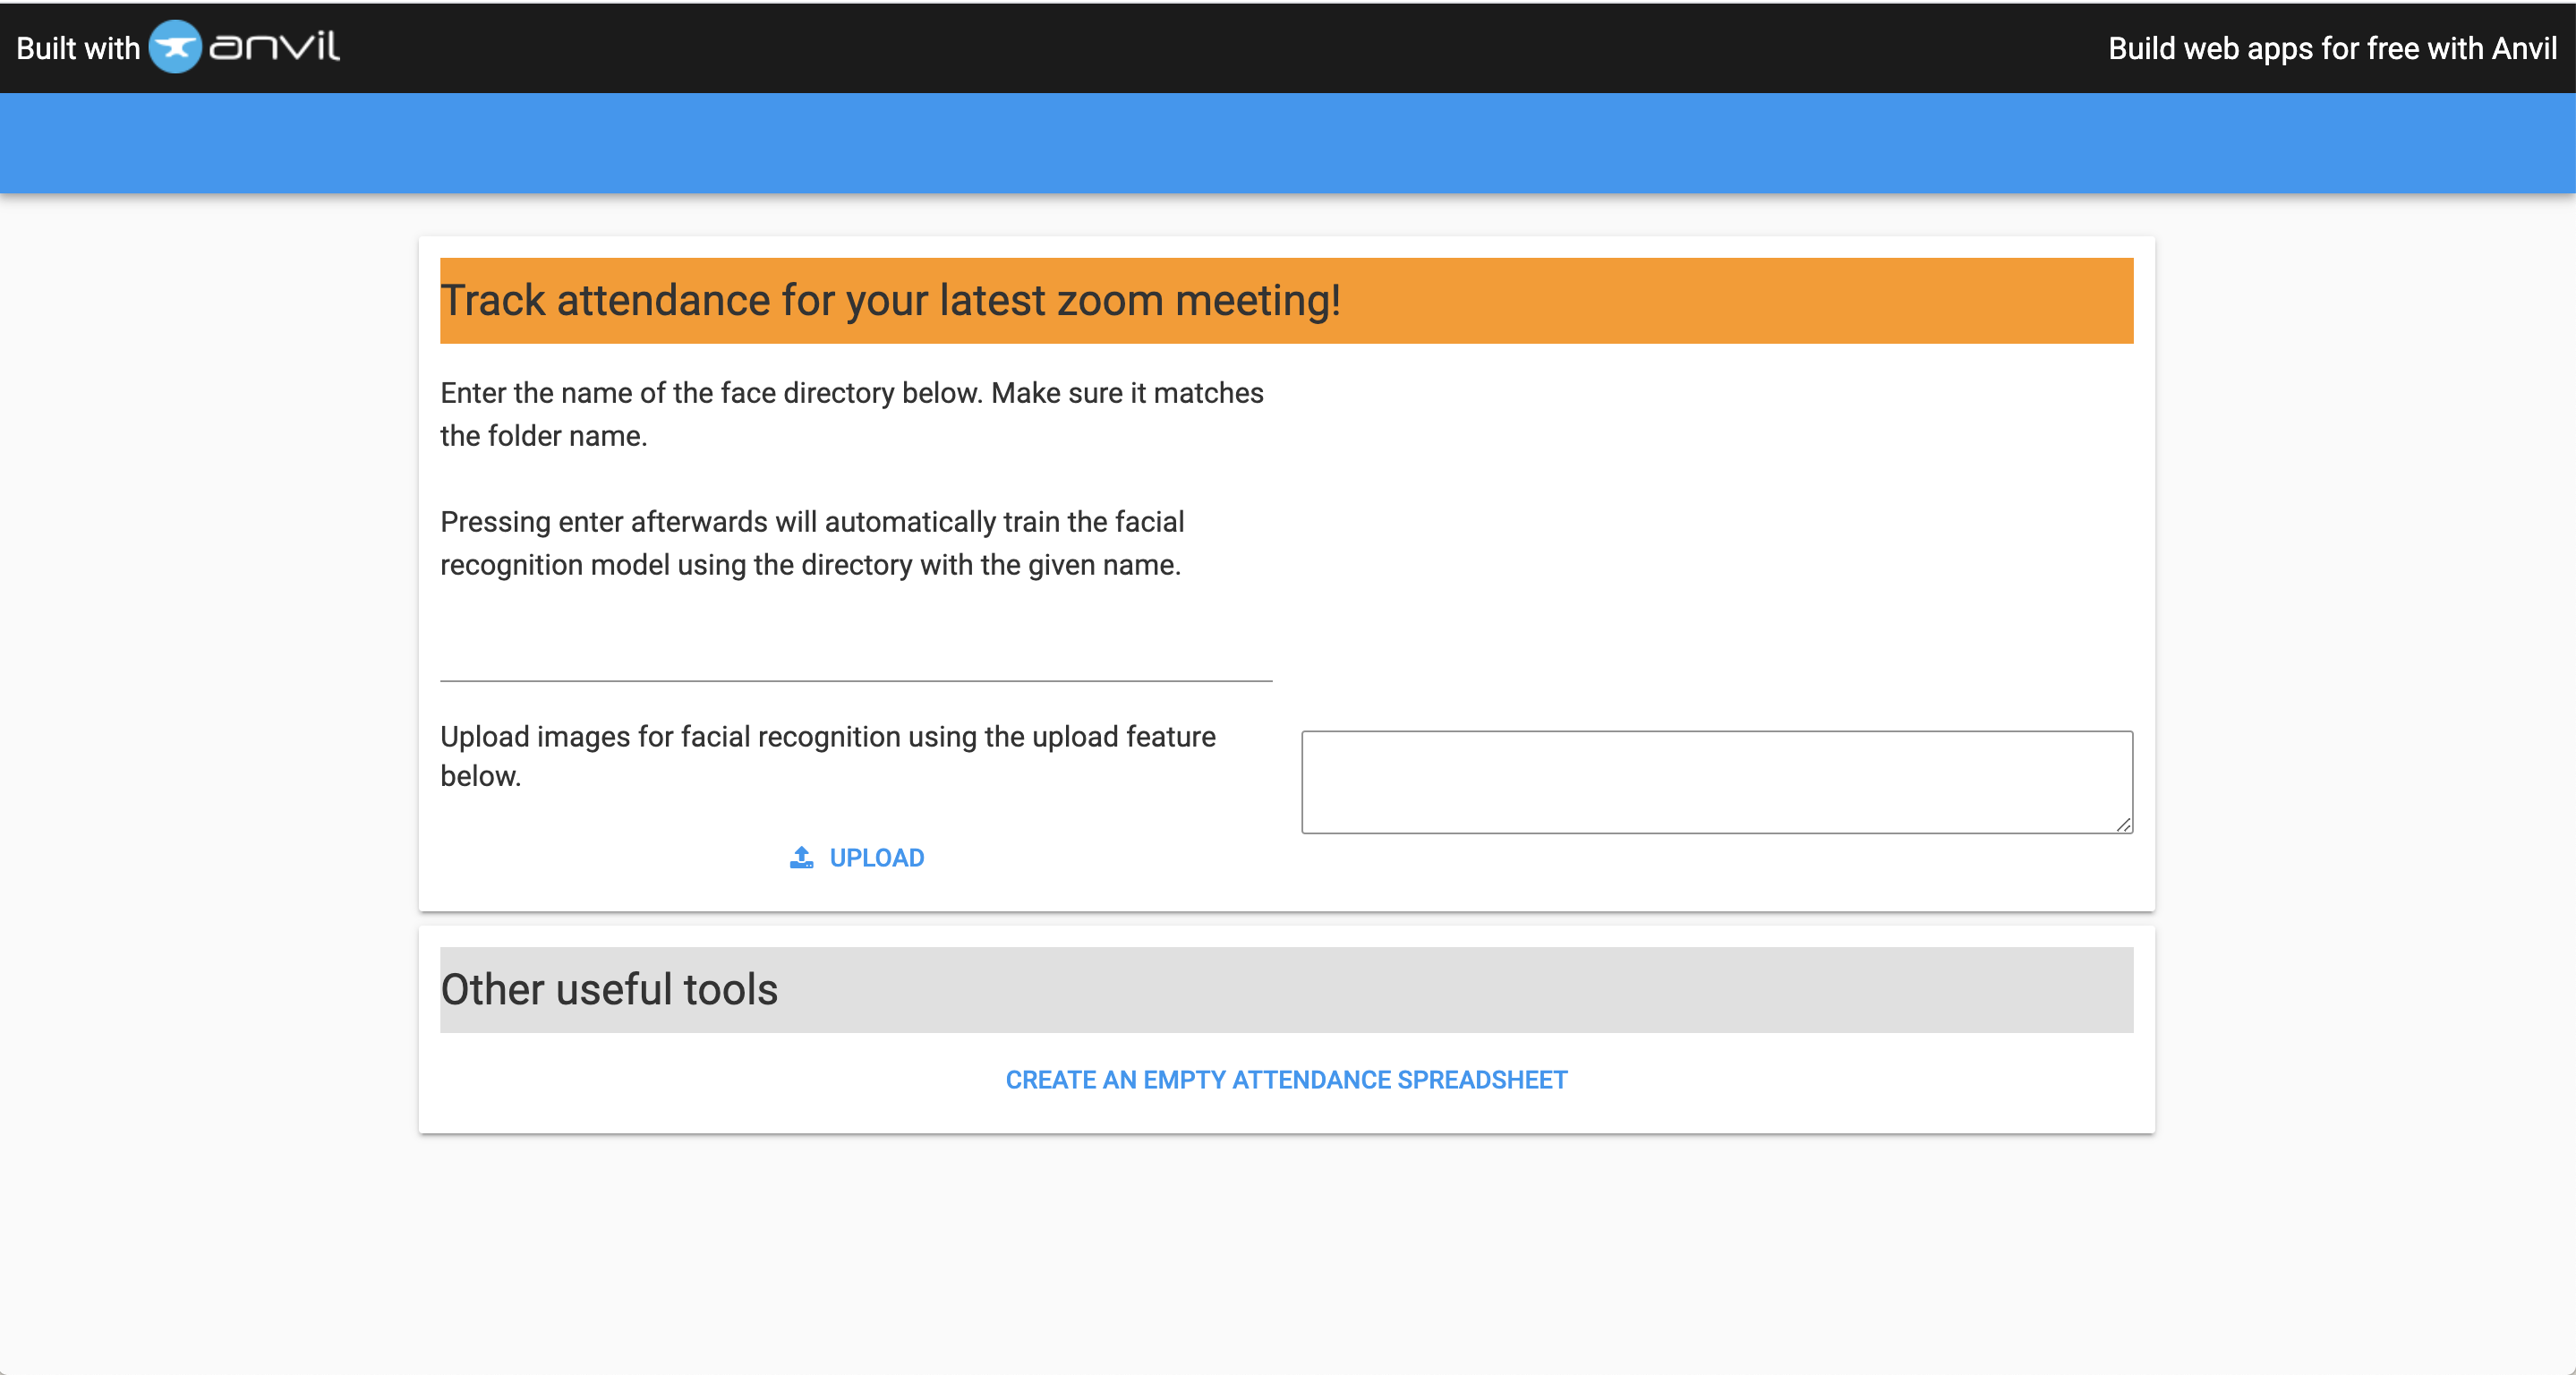 Built with anvil
Build web apps for free with Anvil
Track attendance for your latest zoom meeting!
Enter the name of the face directory below. Make sure it matches
the folder name.
Pressing enter afterwards will automatically train the facial
recognition model using the directory with the given name.
Upload images for facial recognition using the upload feature
below.
UPLOAD
Other useful tools
CREATE AN EMPTY ATTENDANCE SPREADSHEET